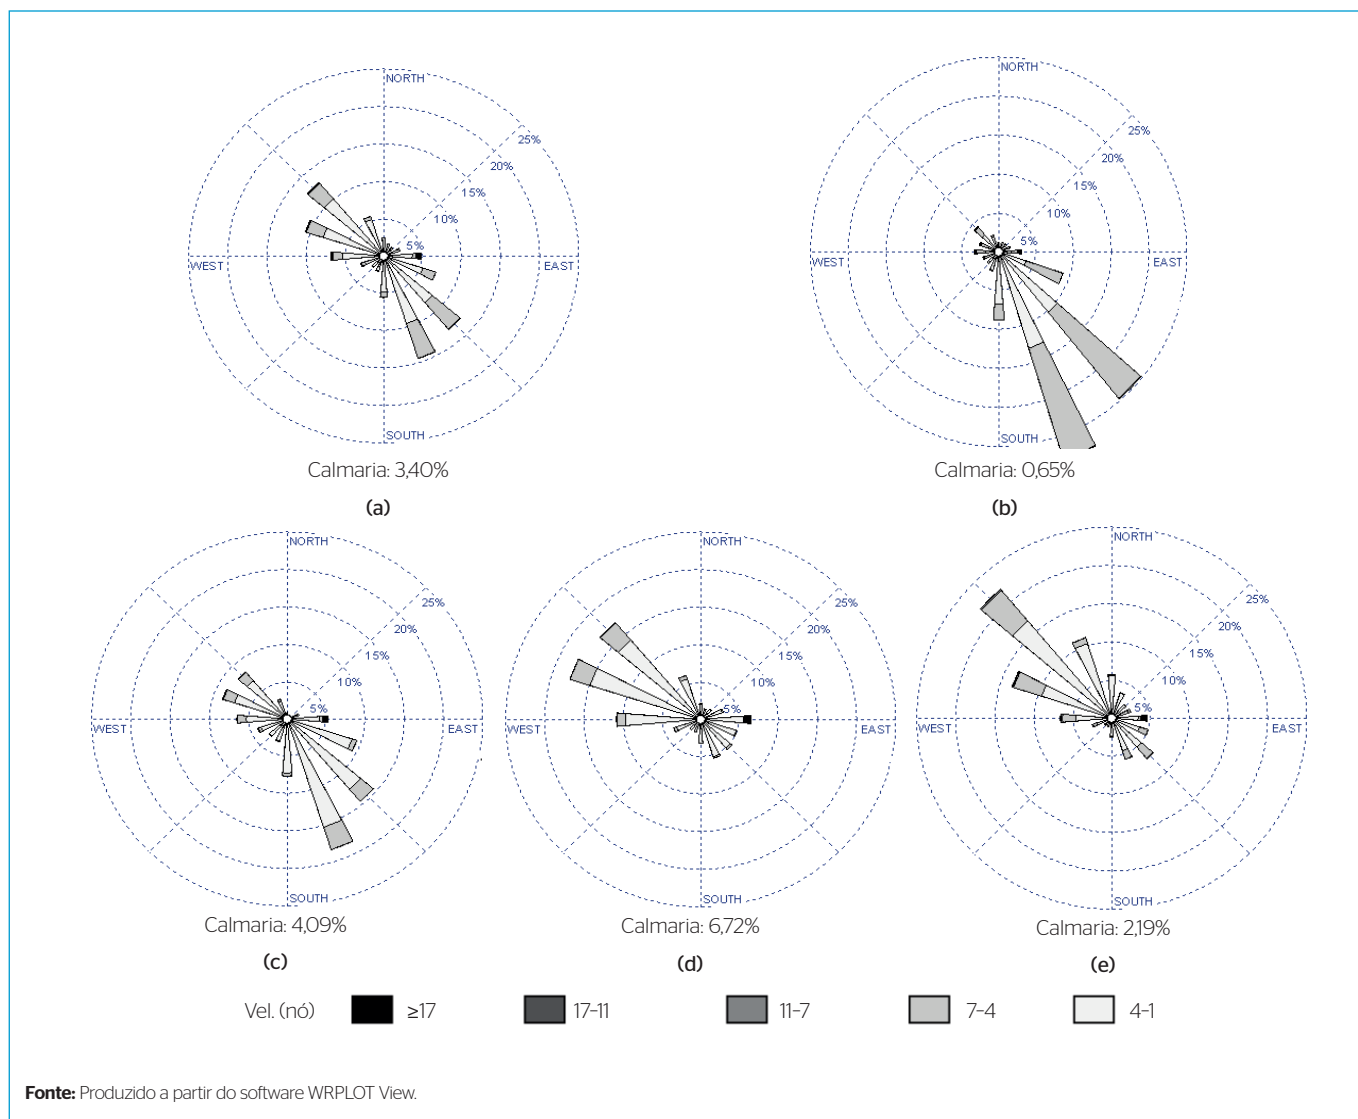 NORTH
25%
20%
15%
10%
5%
WEST
EAST
SOUTH
Calmaria: 3,40%
(a)
NORTH
25%
20%
15%
10%
5%
WEST
EAST
SOUTH
Calmaria: 0,65%
(b)
NORTH
25%
20%
15%
10%
5%
WEST
EAST
SOUTH
Calmaria: 4,09%
(c)
NORTH
25%
20%
15%
10%
5%
WEST
EAST
SOUTH
Calmaria: 6,72%
(d)
NORTH
25%
20%
15%
10%
5%
WEST
EAST
SOUTH
Calmaria: 2,19%
(e)
Vel. (nó) ≥17 17-11 11-7 7-4 4-1
Fonte: Produzido a partir do software WRPLOT View.